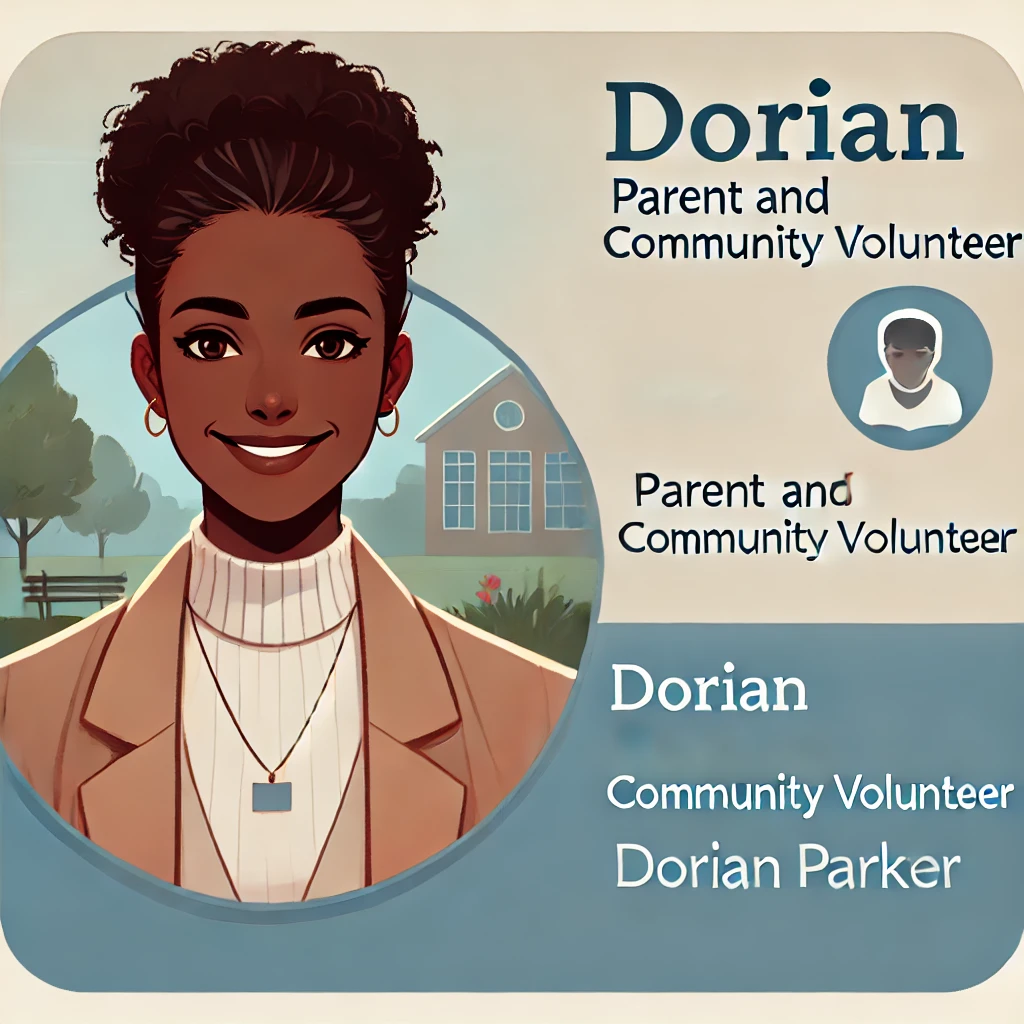 Dorian
Parent and
Community Volunteer
Parent and
Community Volunteer
Dorian
Community Volunteer
Dorian Parker